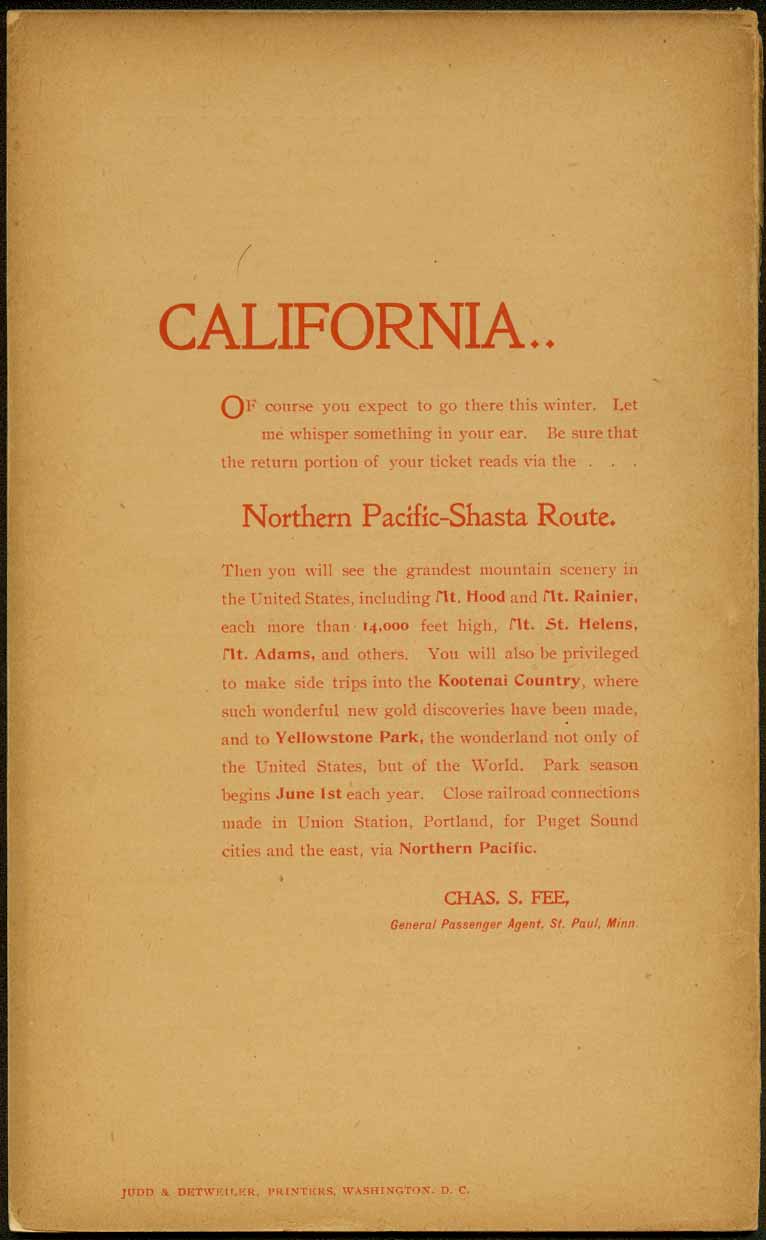 CALIFORNIA..
OF course you expect to go there this winter. Let
me whisper something in your ear. Be sure that
the return portion of your ticket reads via the . . .
Northern Pacific-Shasta Route.
Then you will see the grandest mountain scenery in
the United States, including Mt. Hood and Mt. Rainier,
each more than 14,000 feet high, Mt. St. Helens,
Mt. Adams, and others. You will also be privileged
to make side trips into the Kootenai Country, where
such wonderful new gold discoveries have been made,
and to Yellowstone Park, the wonderland not only of
the United States, but of the World. Park season
begins June 1st each year. Close railroad connections
made in Union Station, Portland, for Puget Sound
cities and the east, via Northern Pacific.
CHAS. S. FEE,
General Passenger Agent, St. Paul, Minn.
JUDD & DETWEILER, PRINTERS, WASHINGTON, D. C.